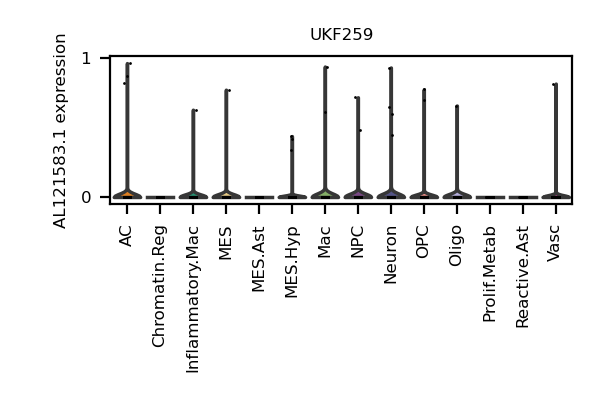 UKF259
AL121583.1 expression
1
0
AC
Chromatin.Reg
Inflammatory.Mac
MES
MES.Ast
MES.Hyp
Mac
NPC
Neuron
OPC
Oligo
Prolif.Metab
Reactive.Ast
Vasc